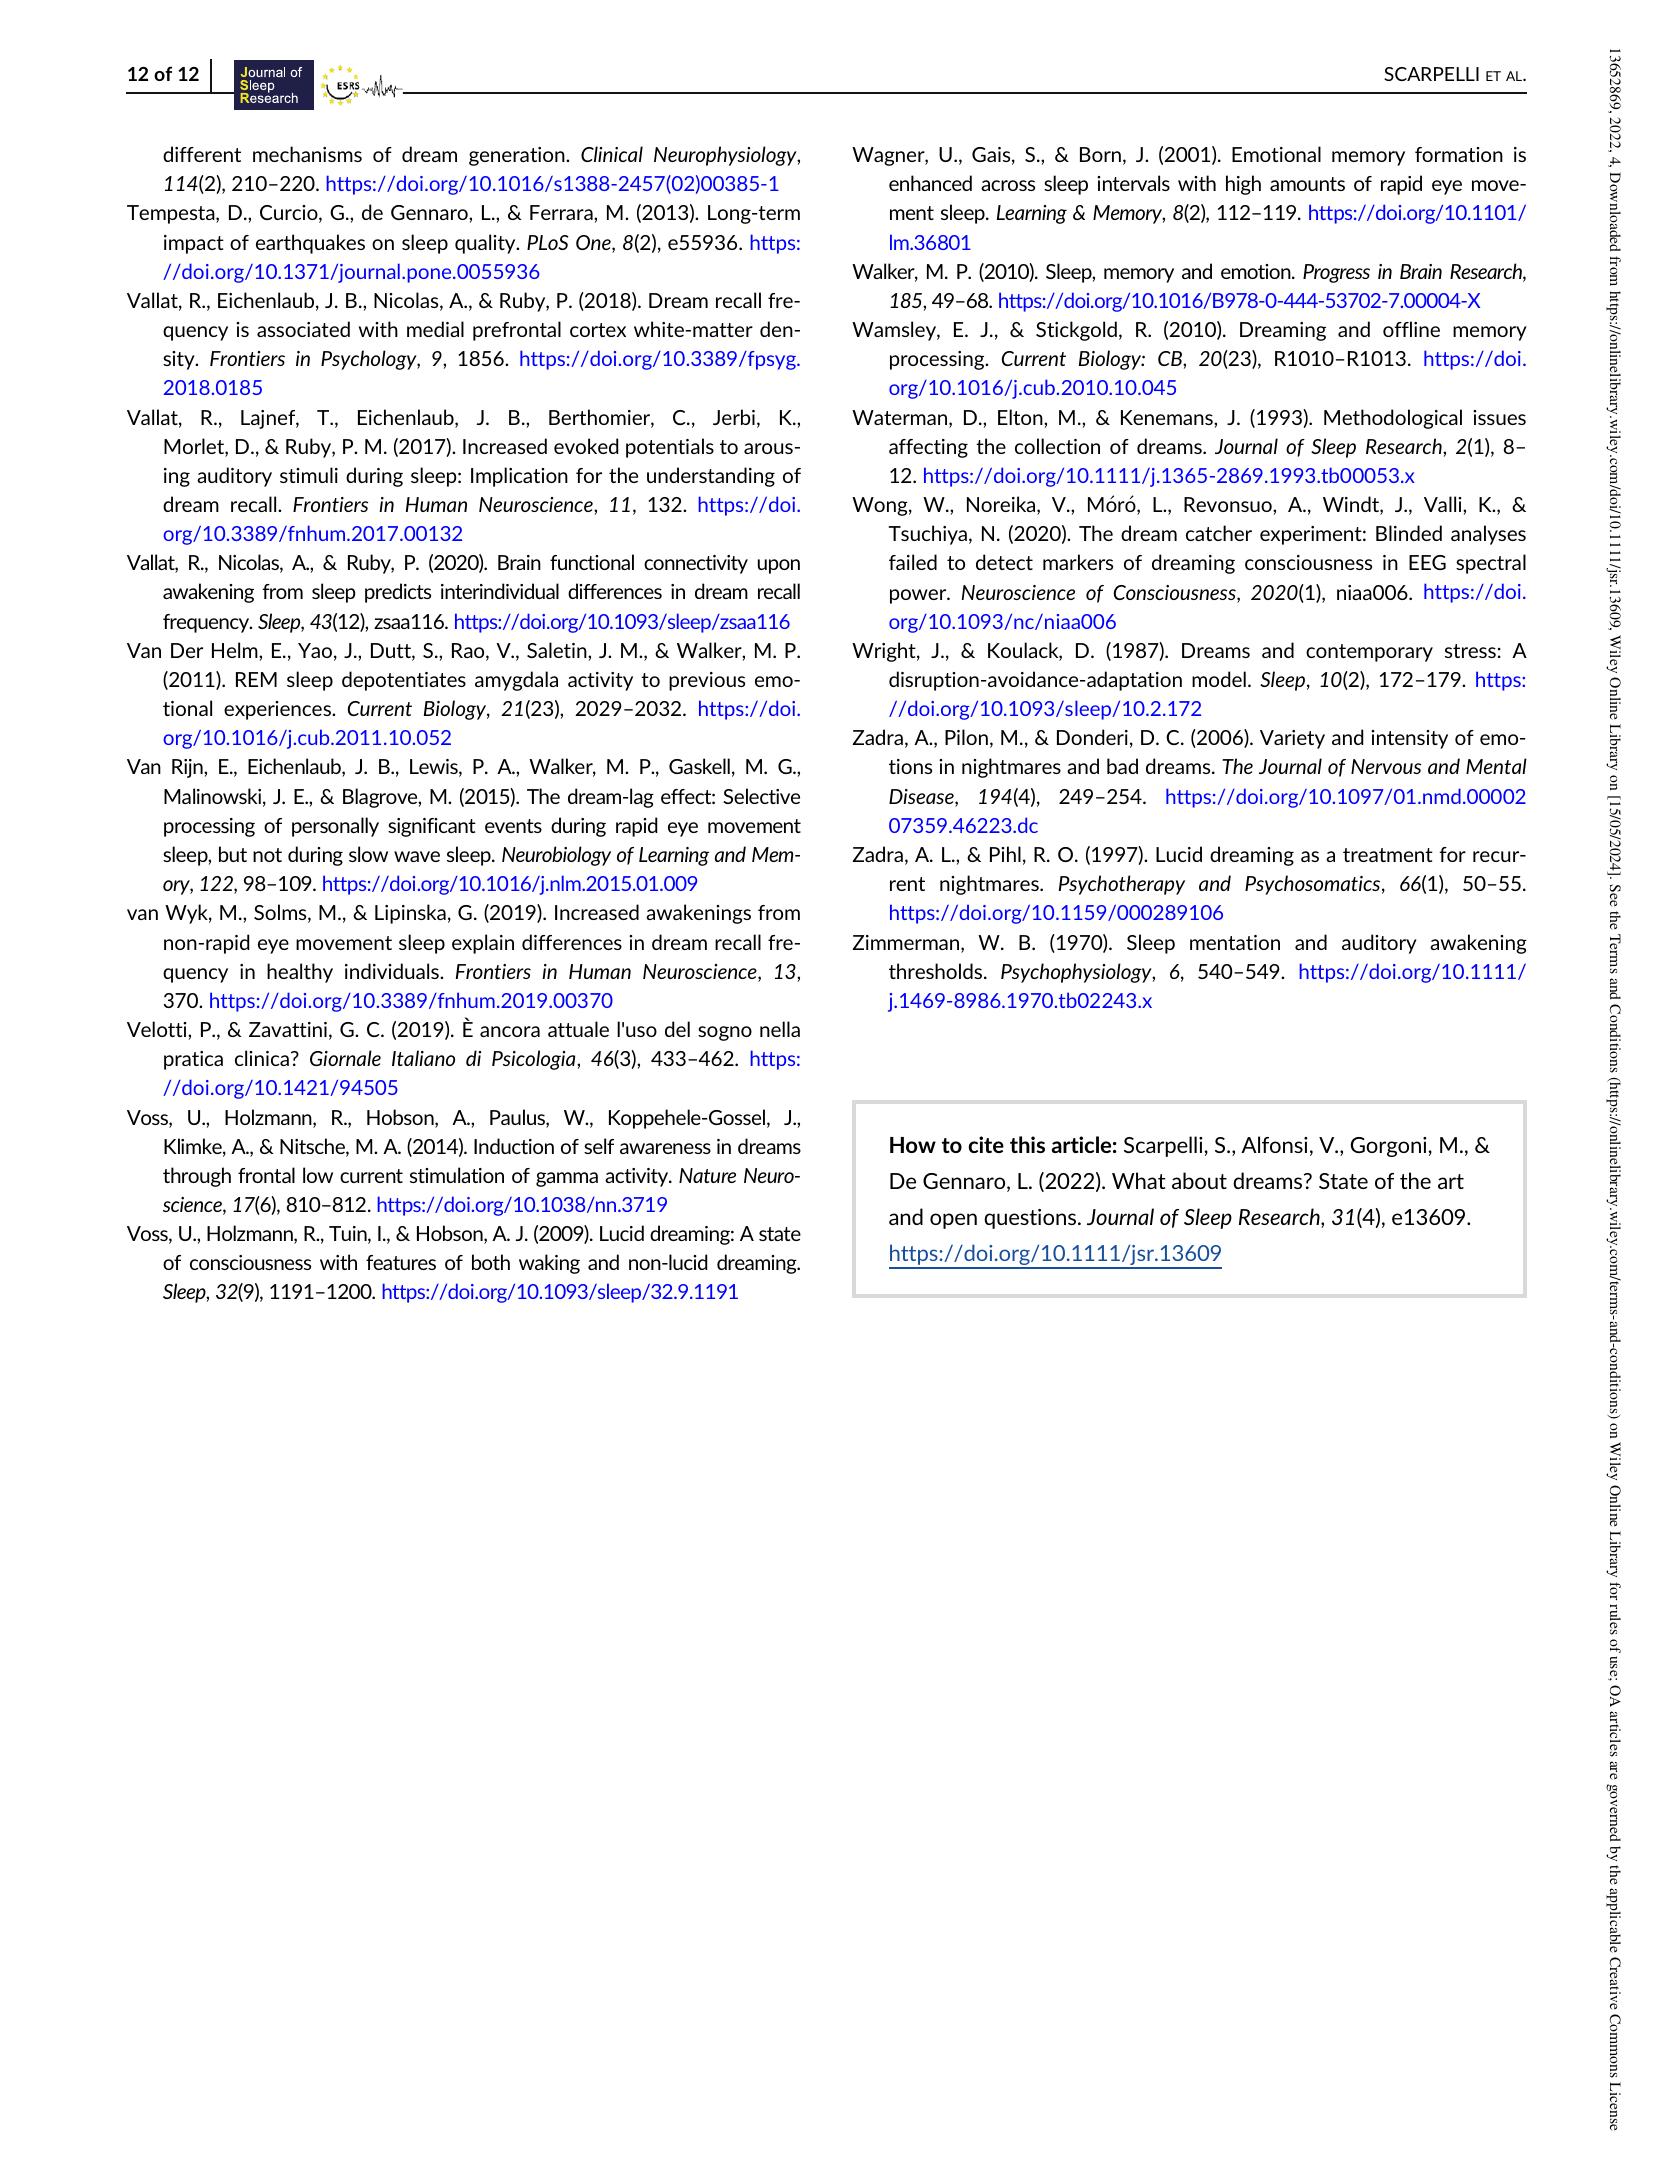 12 of 12
Journal of
Sleep
Research
ESRS
SCARPELLI ET AL.
different mechanisms of dream generation. Clinical Neurophysiology,
114(2), 210–220. https://doi.org/10.1016/s1388-2457(02)00385-1
Tempesta, D., Curcio, G., de Gennaro, L., & Ferrara, M. (2013). Long-term
impact of earthquakes on sleep quality. PLoS One, 8(2), e55936. https:
//doi.org/10.1371/journal.pone.0055936
Vallat, R., Eichenlaub, J. B., Nicolas, A., & Ruby, P. (2018). Dream recall fre-
quency is associated with medial prefrontal cortex white-matter den-
sity. Frontiers in Psychology, 9, 1856. https://doi.org/10.3389/fpsyg.
2018.0185
Vallat, R., Lajnef, T., Eichenlaub, J. B., Berthomier, C., Jerbi, K.,
Morlet, D., & Ruby, P. M. (2017). Increased evoked potentials to arous-
ing auditory stimuli during sleep: Implication for the understanding of
dream recall. Frontiers in Human Neuroscience, 11, 132. https://doi.
org/10.3389/fnhum.2017.00132
Vallat, R., Nicolas, A., & Ruby, P. (2020). Brain functional connectivity upon
awakening from sleep predicts interindividual differences in dream recall
frequency. Sleep, 43(12), zsaa116. https://doi.org/10.1093/sleep/zsaa116
Van Der Helm, E., Yao, J., Dutt, S., Rao, V., Saletin, J. M., & Walker, M. P.
(2011). REM sleep depotentiates amygdala activity to previous emo-
tional experiences. Current Biology, 21(23), 2029–2032. https://doi.
org/10.1016/j.cub.2011.10.052
Van Rijn, E., Eichenlaub, J. B., Lewis, P. A., Walker, M. P., Gaskell, M. G.,
Malinowski, J. E., & Blagrove, M. (2015). The dream-lag effect: Selective
processing of personally significant events during rapid eye movement
sleep, but not during slow wave sleep. Neurobiology of Learning and Mem-
ory, 122, 98–109. https://doi.org/10.1016/j.nlm.2015.01.009
van Wyk, M., Solms, M., & Lipinska, G. (2019). Increased awakenings from
non-rapid eye movement sleep explain differences in dream recall fre-
quency in healthy individuals. Frontiers in Human Neuroscience, 13,
370. https://doi.org/10.3389/fnhum.2019.00370
Velotti, P., & Zavattini, G. C. (2019). È ancora attuale l'uso del sogno nella
pratica clinica? Giornale Italiano di Psicologia, 46(3), 433–462. https:
//doi.org/10.1421/94505
Voss, U., Holzmann, R., Hobson, A., Paulus, W., Koppehele-Gossel, J.,
Klimke, A., & Nitsche, M. A. (2014). Induction of self awareness in dreams
through frontal low current stimulation of gamma activity. Nature Neuro-
science, 17(6), 810–812. https://doi.org/10.1038/nn.3719
Voss, U., Holzmann, R., Tuin, I., & Hobson, A. J. (2009). Lucid dreaming: A state
of consciousness with features of both waking and non-lucid dreaming.
Sleep, 32(9), 1191–1200. https://doi.org/10.1093/sleep/32.9.1191
Wagner, U., Gais, S., & Born, J. (2001). Emotional memory formation is
enhanced across sleep intervals with high amounts of rapid eye move-
ment sleep. Learning & Memory, 8(2), 112–119. https://doi.org/10.1101/
lm.36801
Walker, M. P. (2010). Sleep, memory and emotion. Progress in Brain Research,
185, 49–68. https://doi.org/10.1016/B978-0-444-53702-7.00004-X
Wamsley, E. J., & Stickgold, R. (2010). Dreaming and offline memory
processing. Current Biology: CB, 20(23), R1010–R1013. https://doi.
org/10.1016/j.cub.2010.10.045
Waterman, D., Elton, M., & Kenemans, J. (1993). Methodological issues
affecting the collection of dreams. Journal of Sleep Research, 2(1), 8–
12. https://doi.org/10.1111/j.1365-2869.1993.tb00053.x
Wong, W., Noreika, V., Móró, L., Revonsuo, A., Windt, J., Valli, K., &
Tsuchiya, N. (2020). The dream catcher experiment: Blinded analyses
failed to detect markers of dreaming consciousness in EEG spectral
power. Neuroscience of Consciousness, 2020(1), niaa006. https://doi.
org/10.1093/nc/niaa006
Wright, J., & Koulack, D. (1987). Dreams and contemporary stress: A
disruption-avoidance-adaptation model. Sleep, 10(2), 172–179. https:
//doi.org/10.1093/sleep/10.2.172
Zadra, A., Pilon, M., & Donderi, D. C. (2006). Variety and intensity of emo-
tions in nightmares and bad dreams. The Journal of Nervous and Mental
Disease, 194(4), 249–254. https://doi.org/10.1097/01.nmd.00002
07359.46223.dc
Zadra, A. L., & Pihl, R. O. (1997). Lucid dreaming as a treatment for recur-
rent nightmares. Psychotherapy and Psychosomatics, 66(1), 50–55.
https://doi.org/10.1159/000289106
Zimmerman, W. B. (1970). Sleep mentation and auditory awakening
thresholds. Psychophysiology, 6, 540–549. https://doi.org/10.1111/
j.1469-8986.1970.tb02243.x
How to cite this article: Scarpelli, S., Alfonsi, V., Gorgoni, M., &
De Gennaro, L. (2022). What about dreams? State of the art
and open questions. Journal of Sleep Research, 31(4), e13609.
https://doi.org/10.1111/jsr.13609
13652869, 2022, 4, Downloaded from https://onlinelibrary.wiley.com/doi/10.1111/jsr.13609, Wiley Online Library on [15/05/2024]. See the Terms and Conditions (https://onlinelibrary.wiley.com/terms-and-conditions) on Wiley Online Library for rules of use; OA articles are governed by the applicable Creative Commons License